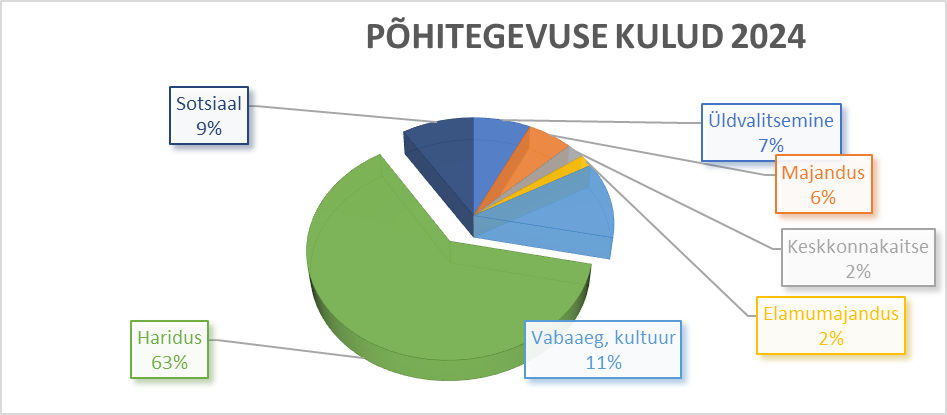 PÕHITEGEVUSE KULUD 2024
Sotsiaal
9%
Üldvalitsemine
7%
Majandus
6%
Keskkonnakaitse
2%
Elamumajandus
2%
Vabaaeg, kultuur
11%
Haridus
63%